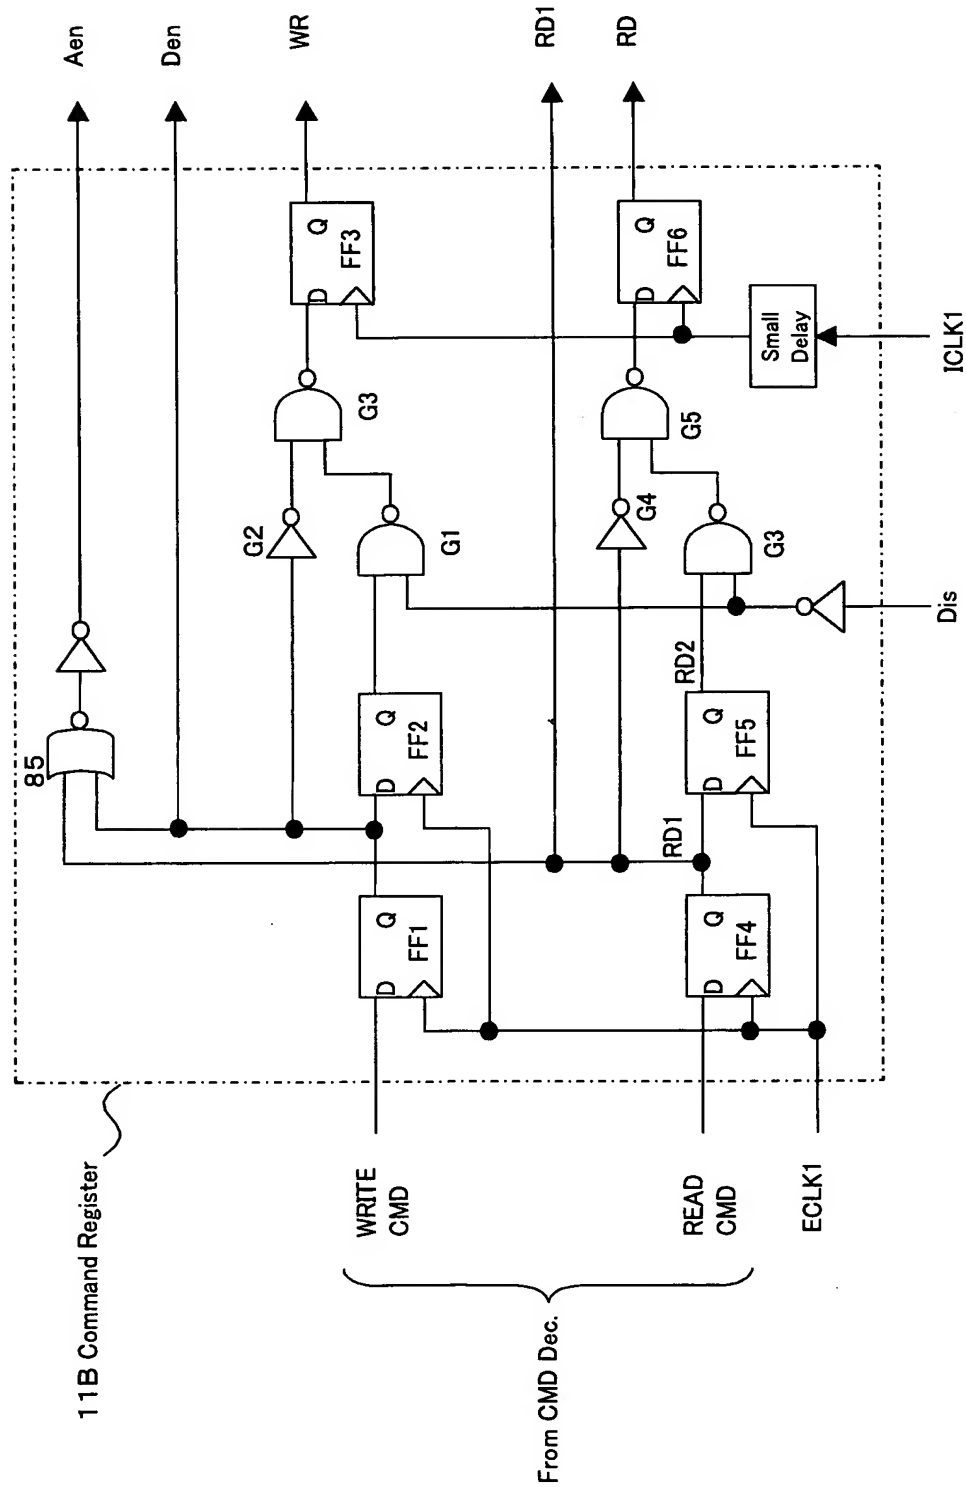 11B Command Register
Aen
Den
WR
RD1
RD
85
G2
G3
G1
D
Q
FF1
D
Q
FF2
D
Q
FF3
RD1
RD2
G4
G5
G3
D
Q
FF4
D
Q
FF5
D
Q
FF6
Small
Delay
WRITE
CMD
READ
CMD
ECLK1
From CMD Dec.
Dis
ICLK1